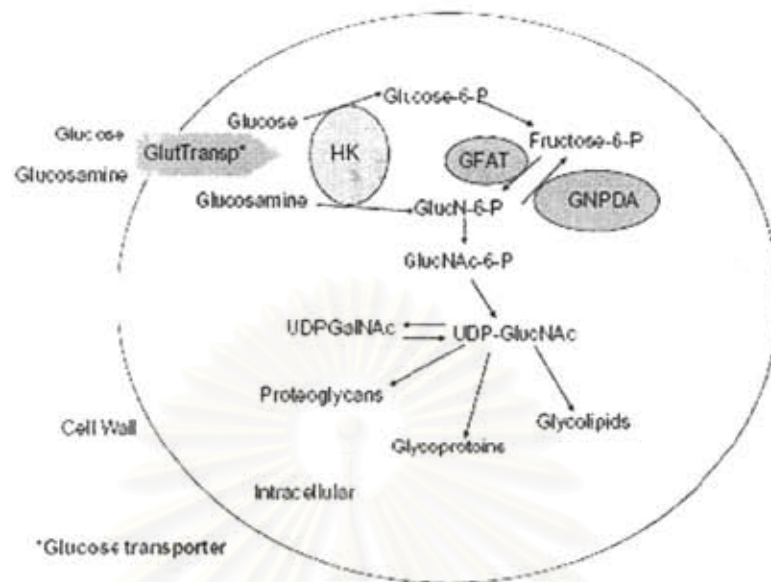 Glucose-6-P
Glucose
Glucose
GlutTransp*
HK
GFAT
Fructose-6-P
Glucosamine
Glucosamine
GlucN-6-P
GNPDA
GlucNAc-6-P
UDPGalNAc
UDP-GlucNAc
Proteoglycans
Glycolipids
Cell Wall
Glycoproteins
Intracellular
*Glucose transporter